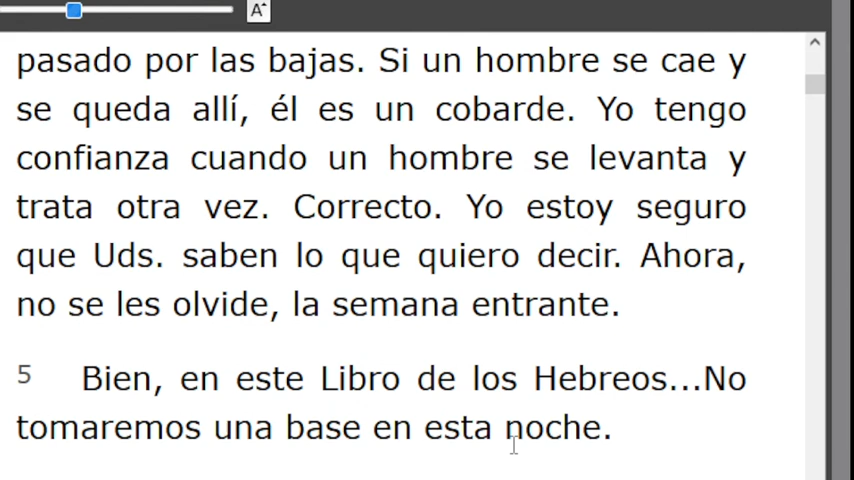 A
pasado por las bajas. Si un hombre se cae y
se queda allí, él es un cobarde. Yo tengo
confianza cuando un hombre se levanta y
trata otra vez. Correcto. Yo estoy seguro
que Uds. saben lo que quiero decir. Ahora,
no se les olvide, la semana entrante.
5 Bien, en este Libro de los Hebreos...No
tomaremos una base en esta noche.